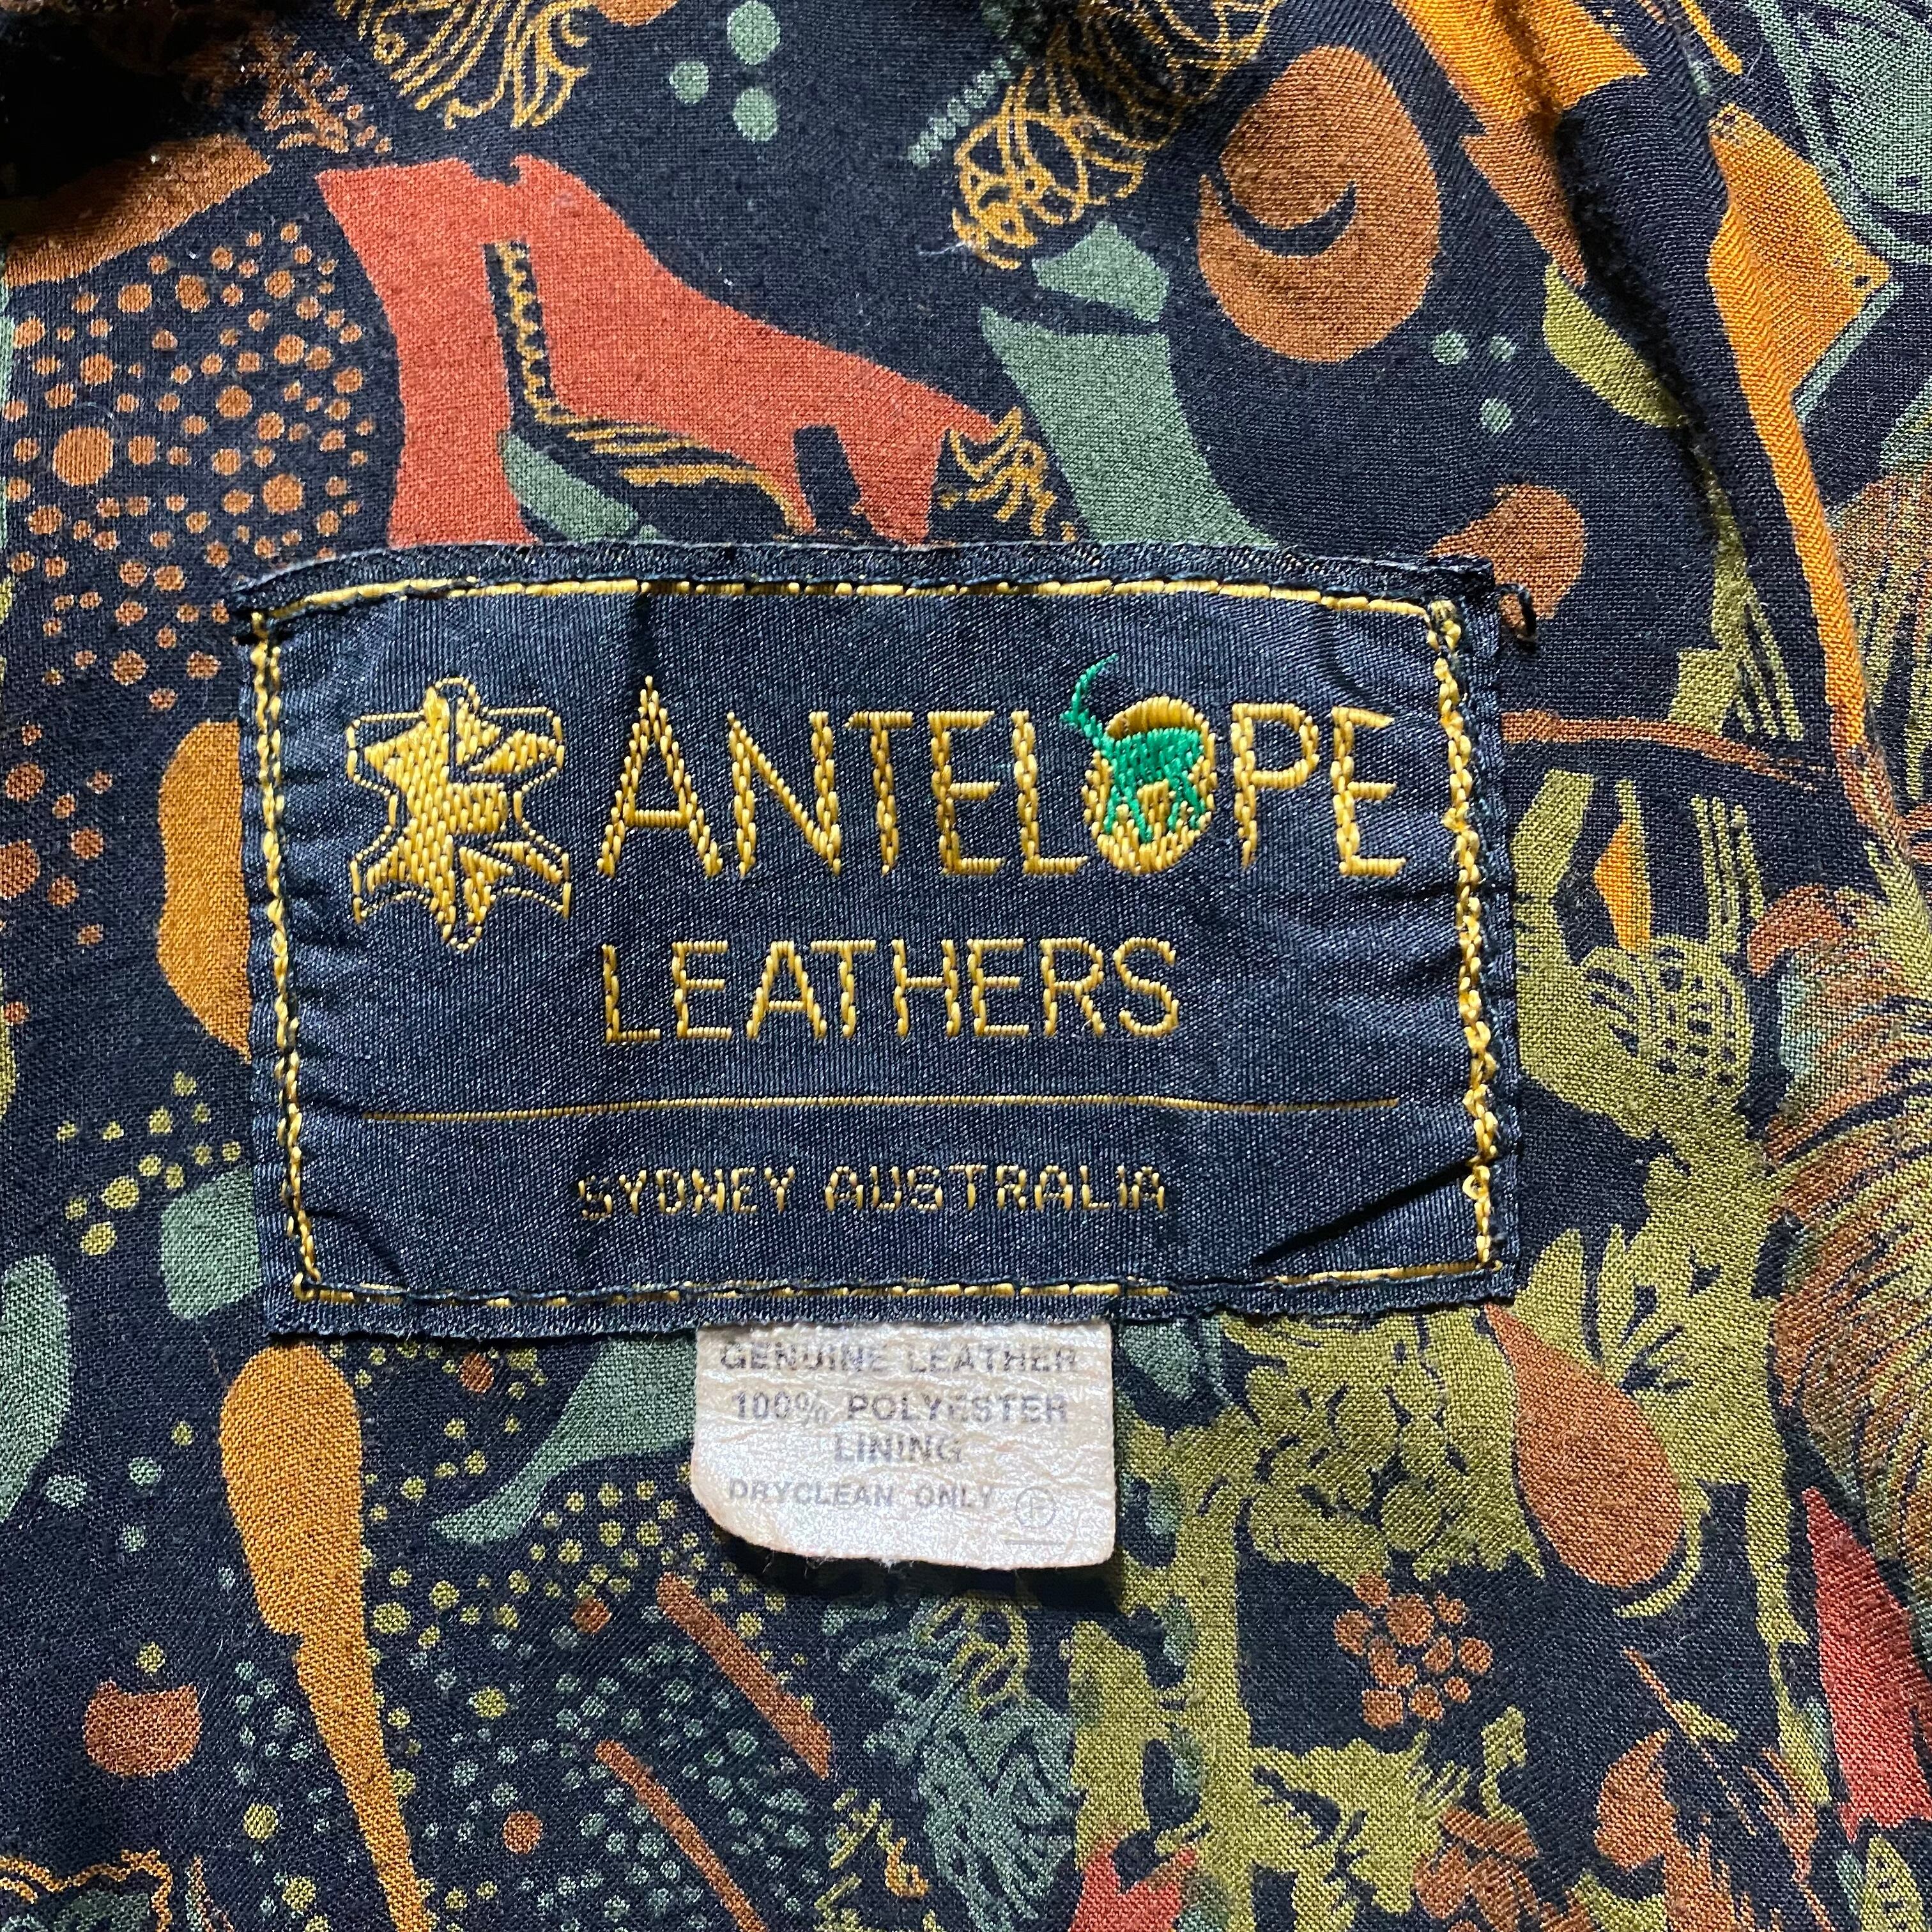 ANTELOPE
LEATHERS
SYDNEY AUSTRALIA
GENUINE LEATHER
100% POLYESTER
LINING
DRYCLEAN ONLY Ⓕ